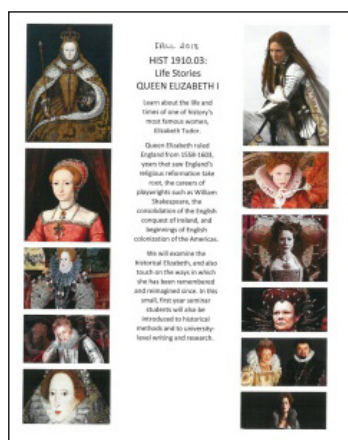 FALL 2018
HIST 1910.03:
Life Stories
QUEEN ELIZABETH I
Learn about the life and
times of one of history's
most famous women,
Elizabeth Tudor.
Queen Elizabeth ruled
England from 1558-1603,
years that saw England's
religious reformation take
root, the careers of
playwrights such as William
Shakespeare, the
consolidation of the English
conquest of Ireland, and
beginnings of English
colonization of the Americas.
We will examine the
historical Elizabeth, and also
touch on the ways in which
she has been remembered
and reimagined since. In this
small, first year seminar
students will also be
introduced to historical
methods and to university-
level writing and research.